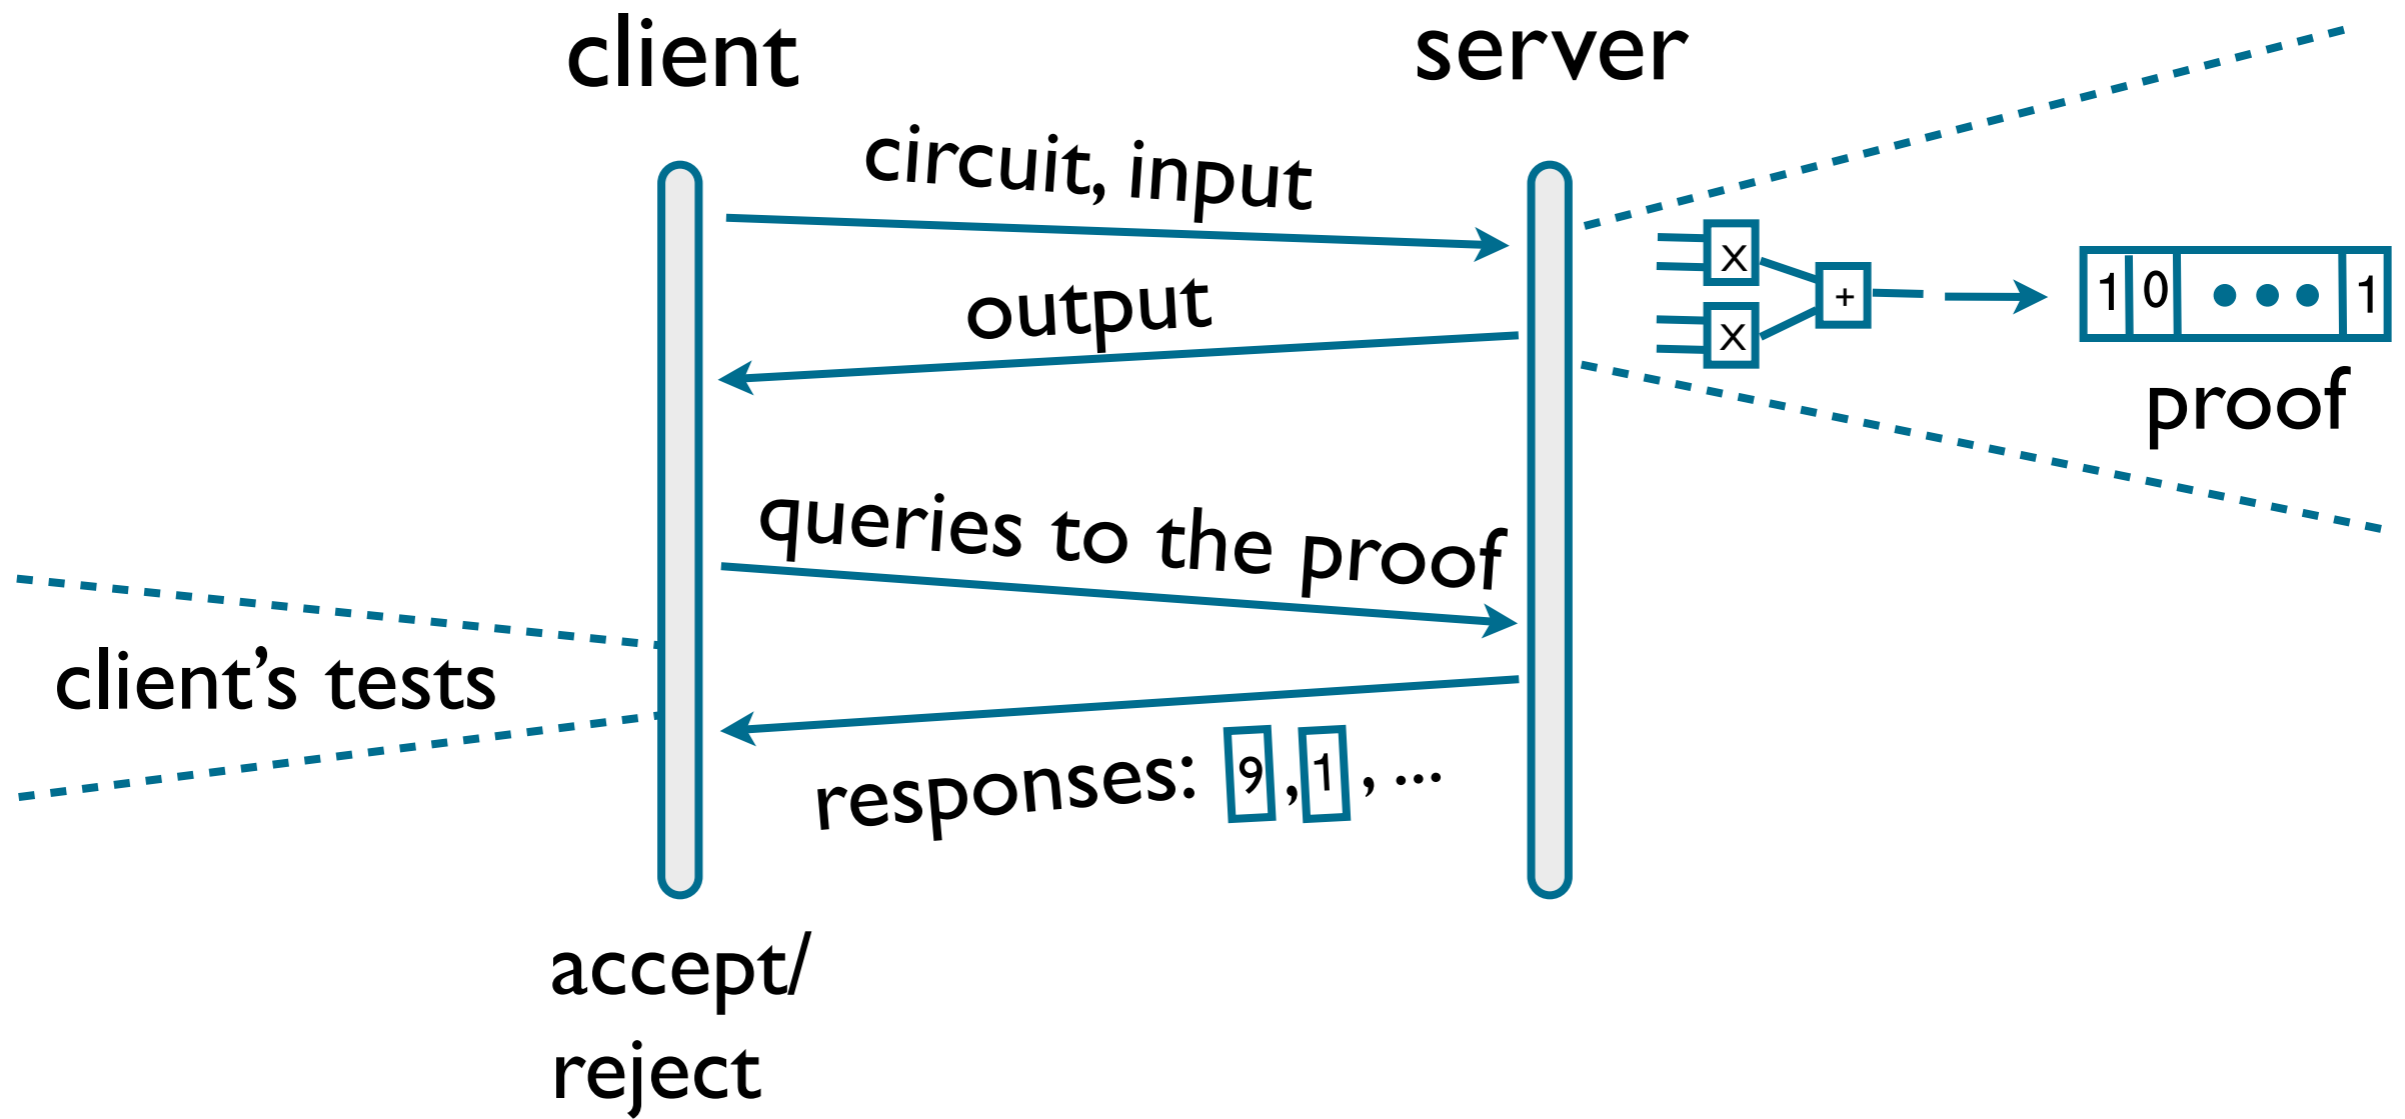 client
server
circuit, input
x
x
+
1 0 ••• 1
output
proof
queries to the proof
client's tests
responses: 9 , 1 , ...
accept/
reject